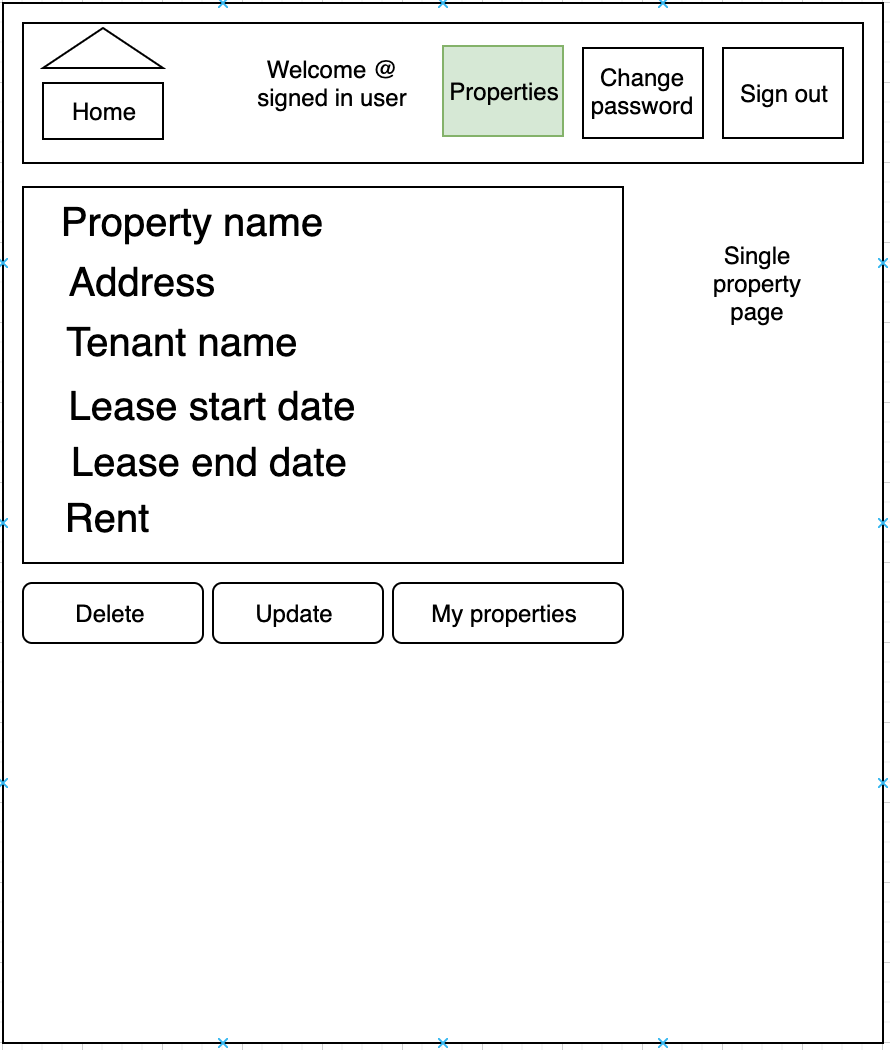 Home
Welcome @
signed in user
Properties
Change
password
Sign out
Property name
Address
Tenant name
Lease start date
Lease end date
Rent
Single
property
page
Delete
Update
My properties